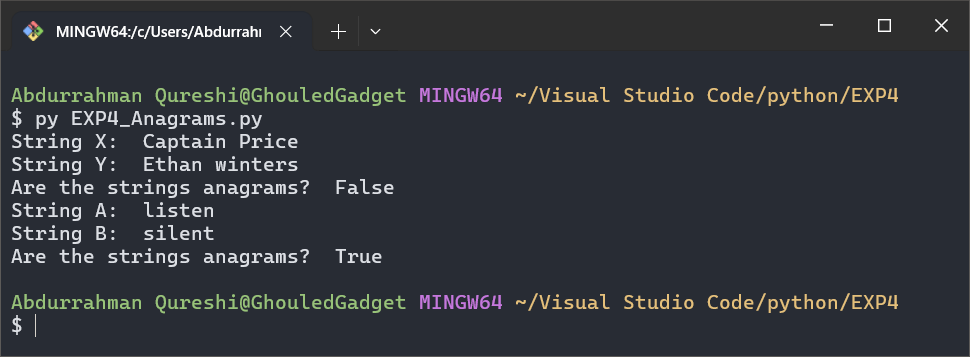 MINGW64:/c/Users/Abdurrahr
Abdurrahman Qureshi@GhouledGadget MINGW64 ~/Visual Studio Code/python/EXP4
$ py EXP4_Anagrams.py
String X:  Captain Price
String Y:  Ethan winters
Are the strings anagrams?  False
String A:  listen
String B:  silent
Are the strings anagrams?  True
Abdurrahman Qureshi@GhouledGadget MINGW64 ~/Visual Studio Code/python/EXP4
$